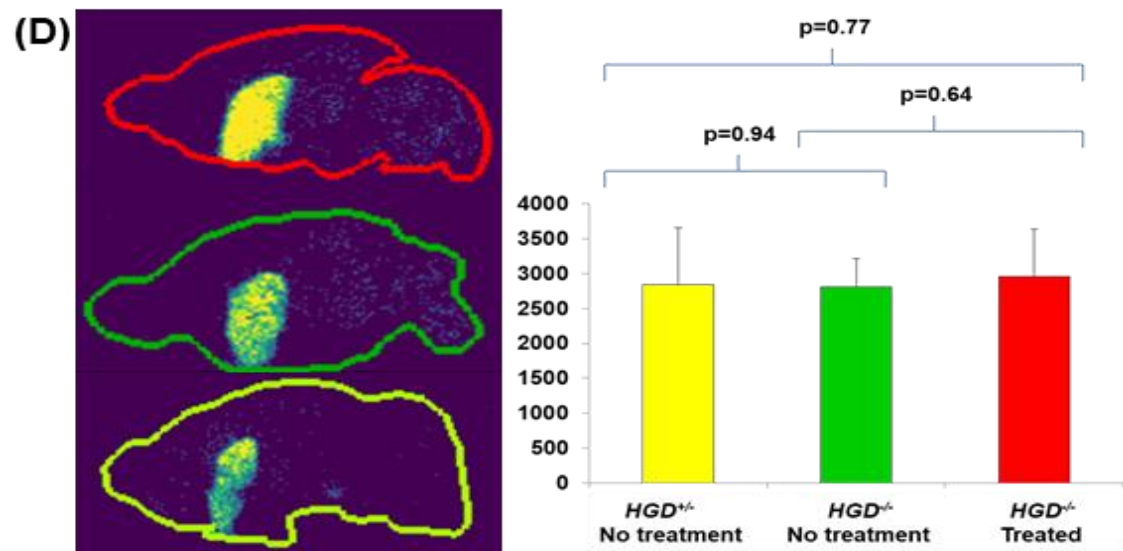 (D)
p=0.77
p=0.64
p=0.94
4000
3500
3000
2500
2000
1500
1000
500
0
HGD+/-
No treatment
HGD-/-
No treatment
HGD-/-
Treated